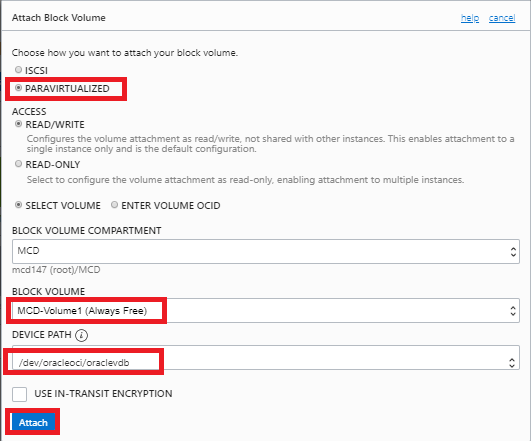 Attach Block Volume
help cancel
Choose how you want to attach your block volume.
ISCSI
PARAVIRTUALIZED
ACCESS
READ/WRITE
Configures the volume attachment as read/write, not shared with other instances. This enables attachment to a
single instance only and is the default configuration.
READ-ONLY
Select to configure the volume attachment as read-only, enabling attachment to multiple instances.
SELECT VOLUME ENTER VOLUME OCID
BLOCK VOLUME COMPARTMENT
MCD
mcd147 (root)/MCD
BLOCK VOLUME
MCD-Volume1 (Always Free)
DEVICE PATH i
/dev/oracleoci/oraclevdb
USE IN-TRANSIT ENCRYPTION
Attach